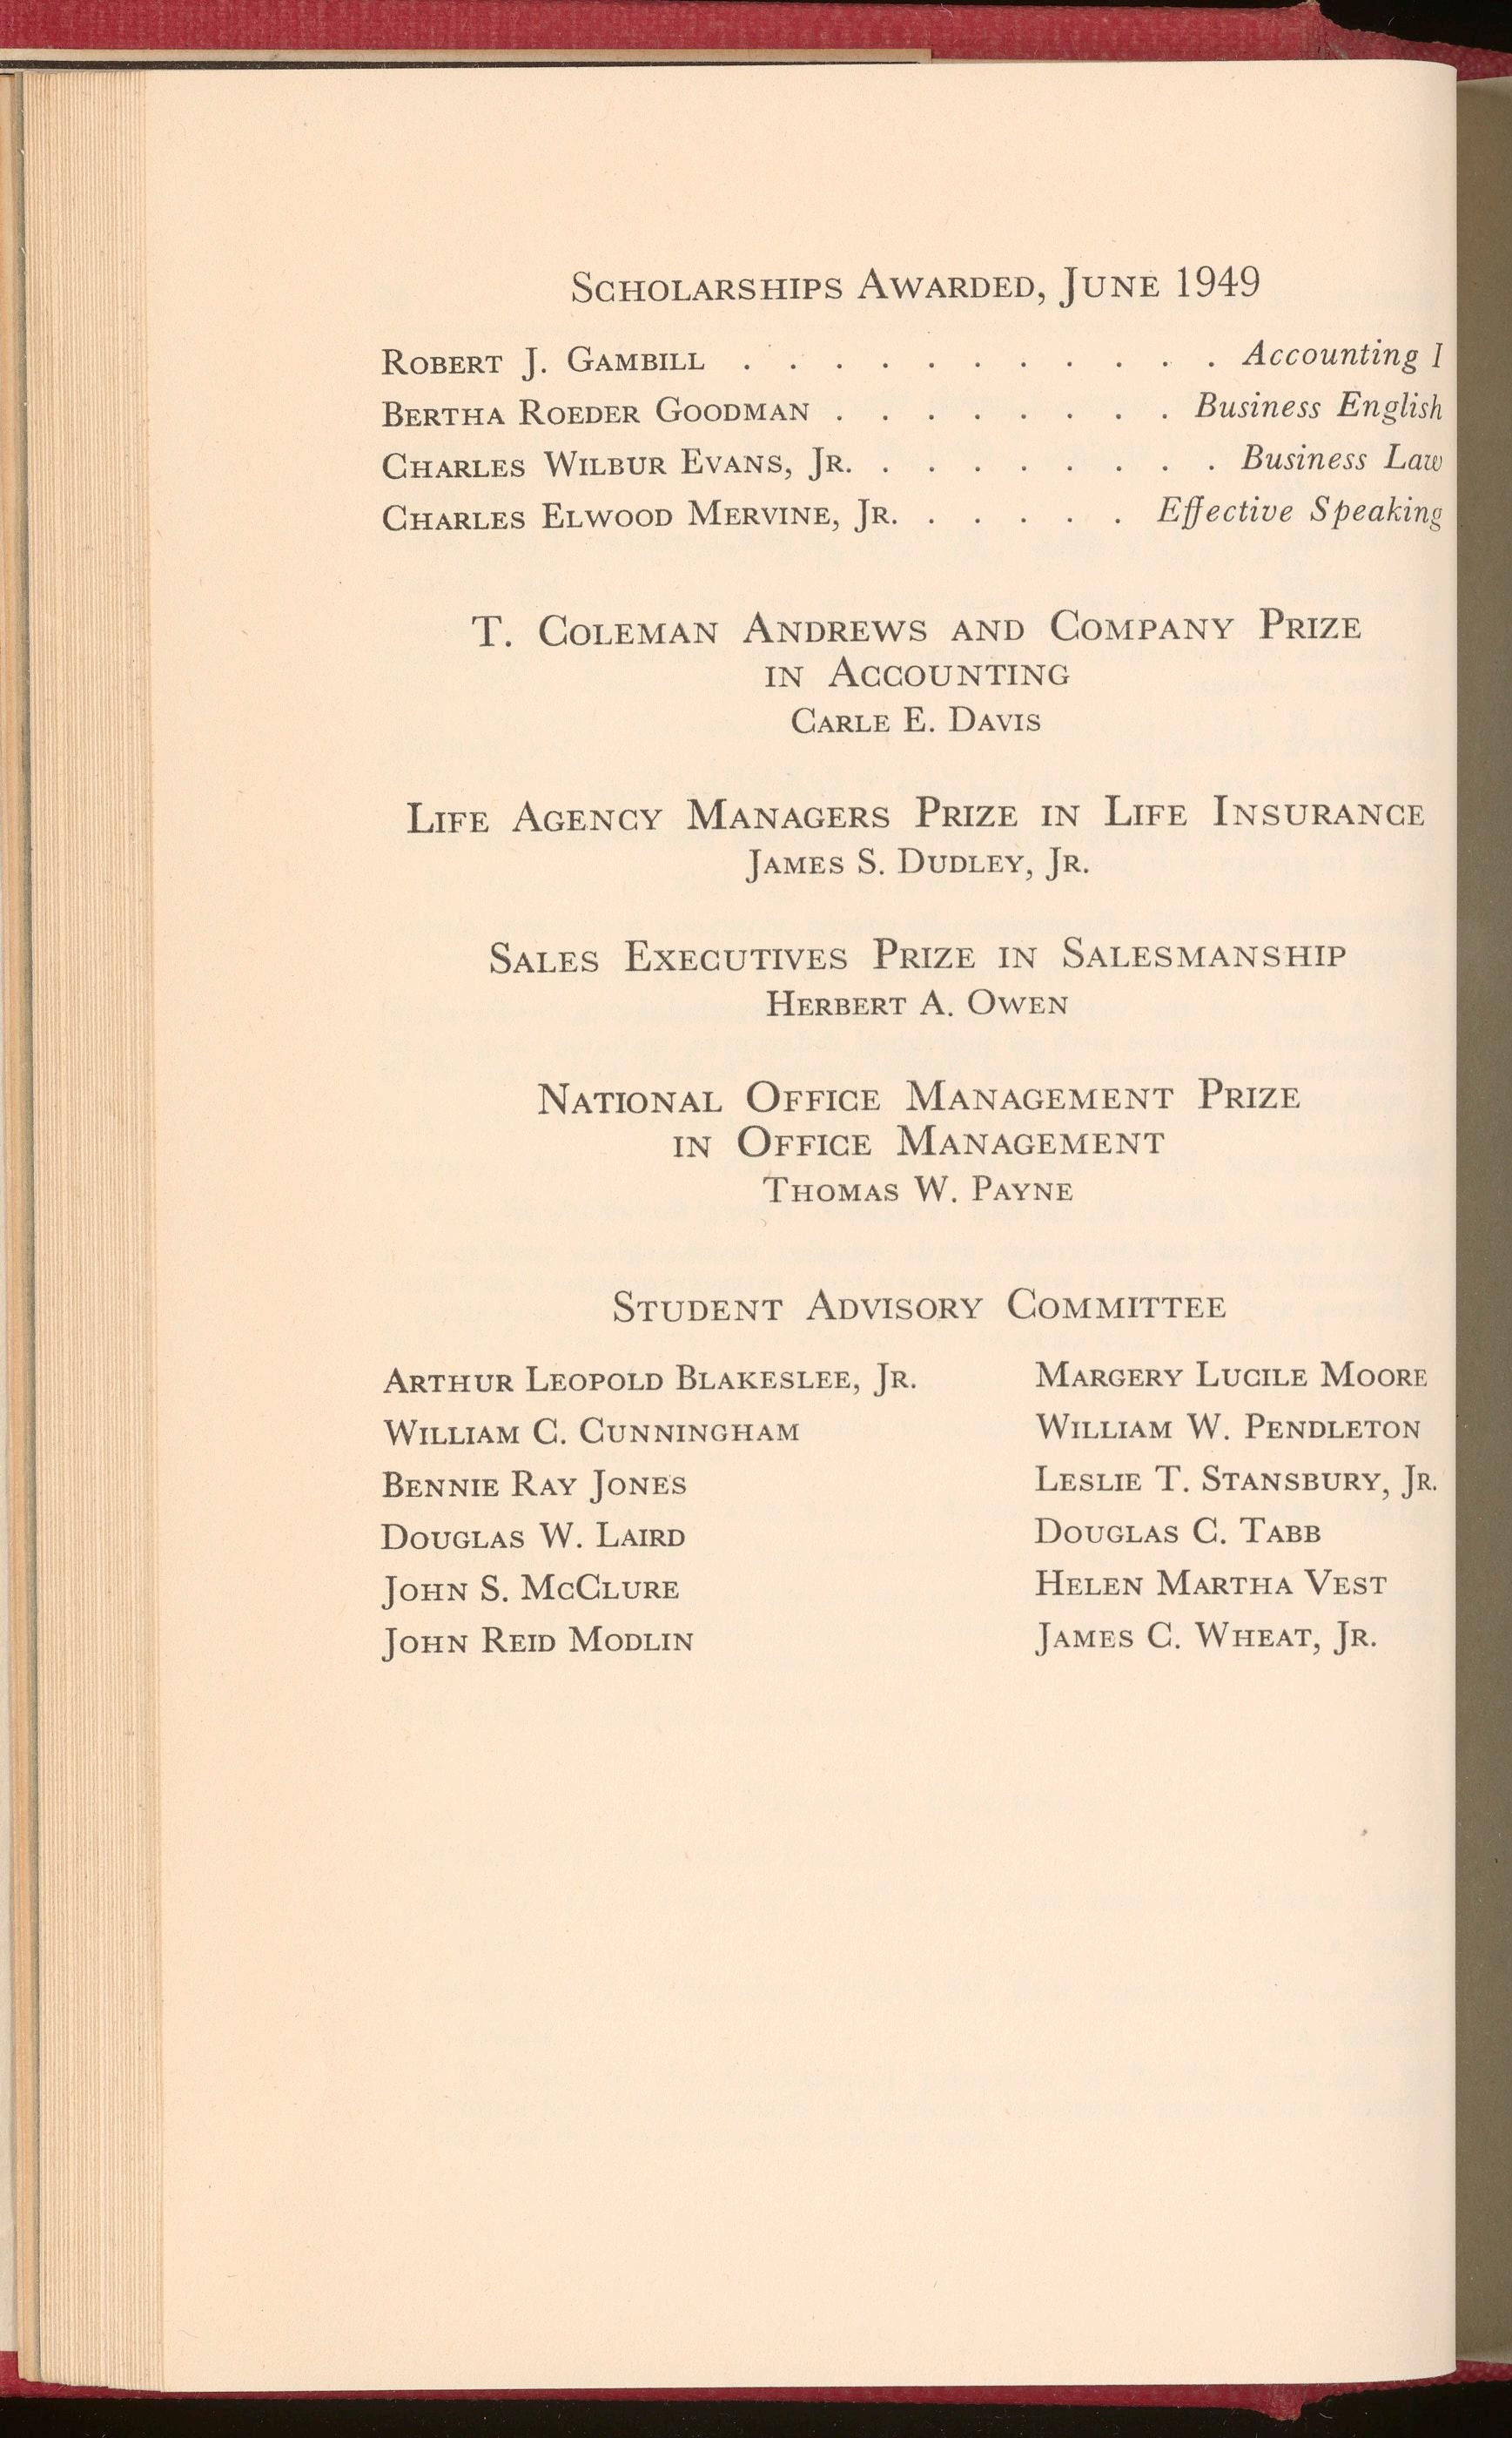 Scholarships Awarded, June 1949
Robert J. Gambill . . . . . . . . . . . Accounting I
Bertha Roeder Goodman . . . . . . . . Business English
Charles Wilbur Evans, Jr. . . . . . . . . Business Law
Charles Elwood Mervine, Jr. . . . . . Effective Speaking
T. Coleman Andrews and Company Prize
in Accounting
Carle E. Davis
Life Agency Managers Prize in Life Insurance
James S. Dudley, Jr.
Sales Executives Prize in Salesmanship
Herbert A. Owen
National Office Management Prize
in Office Management
Thomas W. Payne
Student Advisory Committee
Arthur Leopold Blakeslee, Jr.
William C. Cunningham
Bennie Ray Jones
Douglas W. Laird
John S. McClure
John Reid Modlin
Margery Lucile Moore
William W. Pendleton
Leslie T. Stansbury, Jr.
Douglas C. Tabb
Helen Martha Vest
James C. Wheat, Jr.